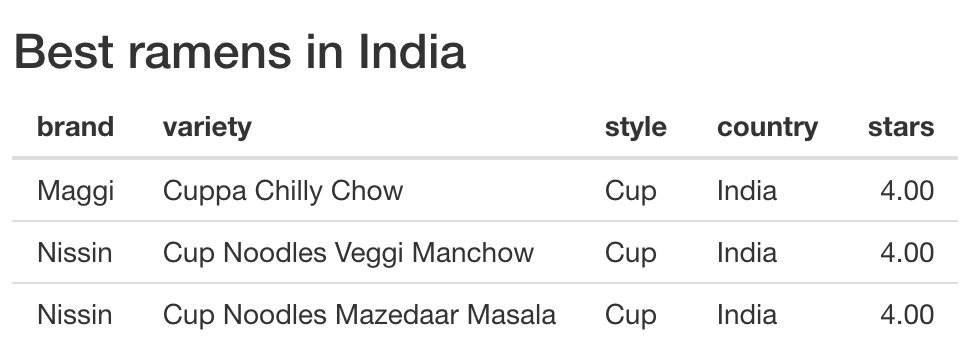 Best ramens in India
brand variety style country stars
Maggi Cuppa Chilly Chow Cup India 4.00
Nissin Cup Noodles Veggi Manchow Cup India 4.00
Nissin Cup Noodles Mazedaar Masala Cup India 4.00